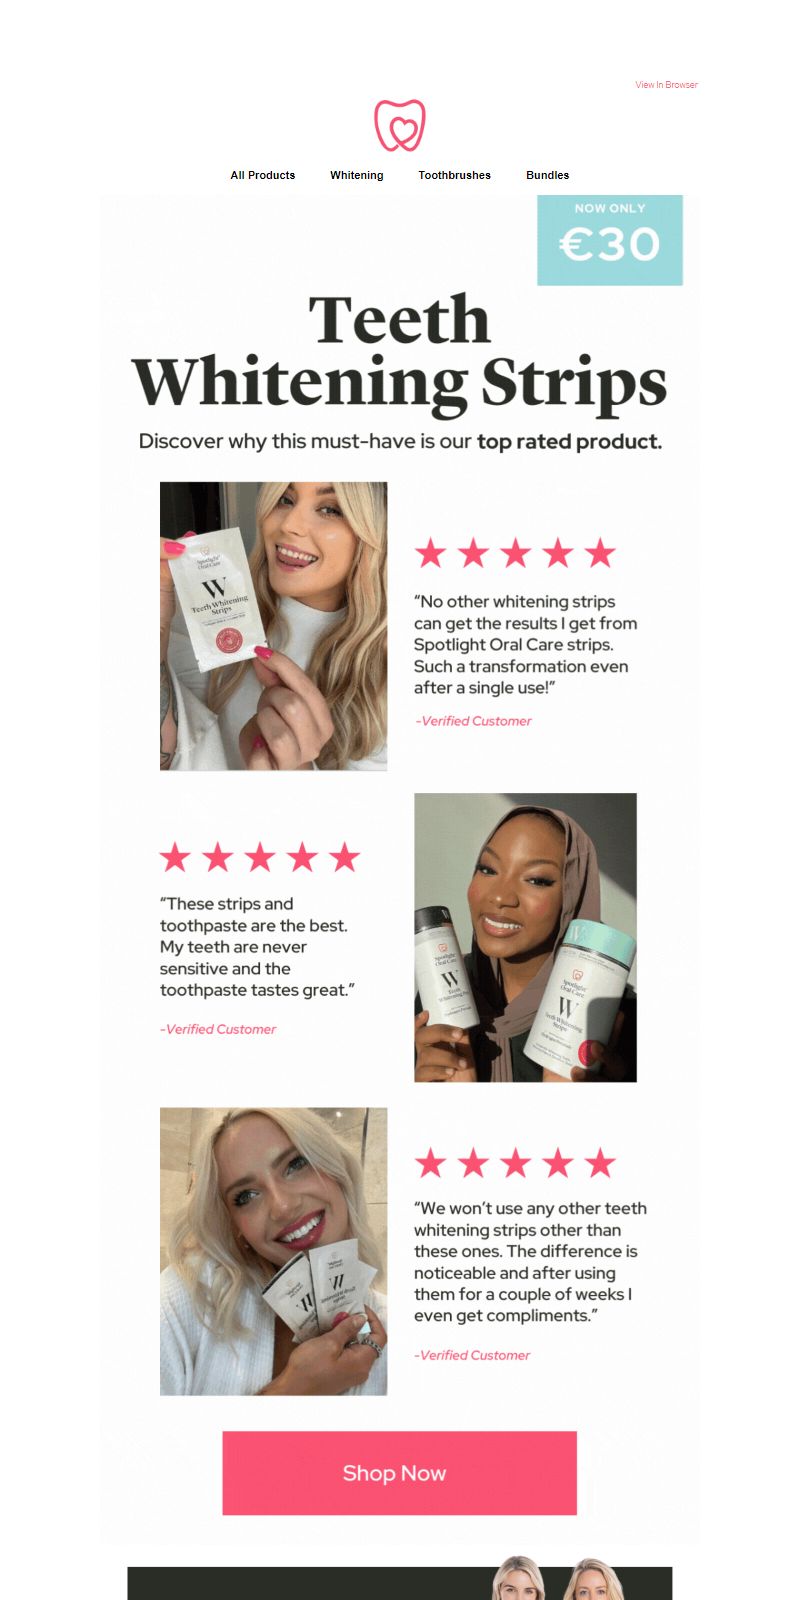 View In Browser
All Products Whitening Toothbrushes Bundles
NOW ONLY
€30
Teeth
Whitening Strips
Discover why this must-have is our top rated product.
Spotlight
Oral Care
W
Teeth Whitening
Strips
“No other whitening strips
can get the results I get from
Spotlight Oral Care strips.
Such a transformation even
after a single use!”
-Verified Customer
“These strips and
toothpaste are the best.
My teeth are never
sensitive and the
toothpaste tastes great.”
-Verified Customer
Spotlight
Oral Care
W
Teeth
Spotlight
Oral Care
W
Teeth Whitening
Strips
“We won’t use any other teeth
whitening strips other than
these ones. The difference is
noticeable and after using
them for a couple of weeks I
even get compliments.”
-Verified Customer
Shop Now